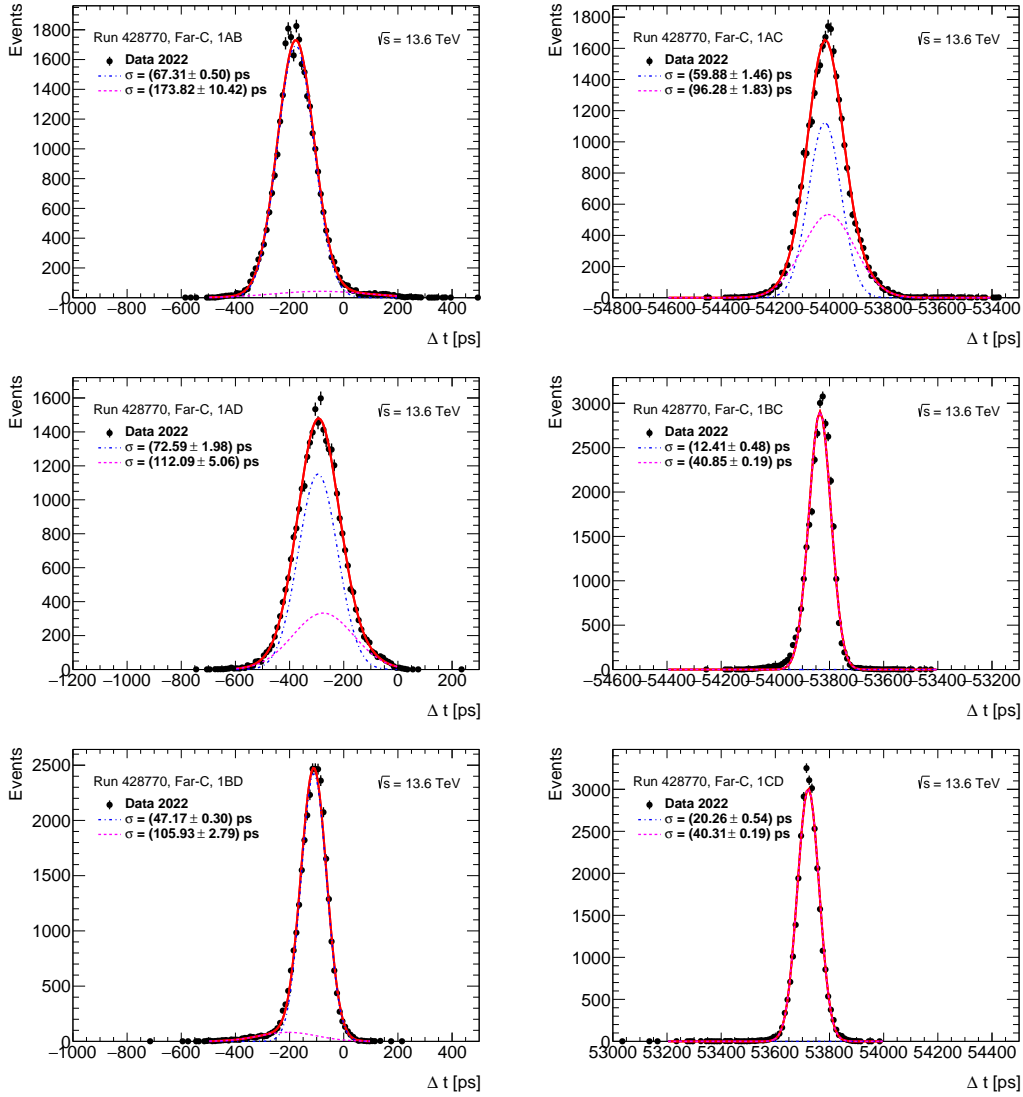 Events
Run 428770, Far-C, 1AB
√s = 13.6 TeV
Data 2022
σ = (67.31 ± 0.50) ps
σ = (173.82 ± 10.42) ps
1800
1600
1400
1200
1000
800
600
400
200
0
−1000 −800 −600 −400 −200 0 200 400
Δ t [ps]
Events
Run 428770, Far-C, 1AC
√s = 13.6 TeV
Data 2022
σ = (59.88 ± 1.46) ps
σ = (96.28 ± 1.83) ps
1800
1600
1400
1200
1000
800
600
400
200
0
−54800 −54600 −54400 −54200 −54000 −53800 −53600 −53400
Δ t [ps]
Events
Run 428770, Far-C, 1AD
√s = 13.6 TeV
Data 2022
σ = (72.59 ± 1.98) ps
σ = (112.09 ± 5.06) ps
1600
1400
1200
1000
800
600
400
200
0
−1200 −1000 −800 −600 −400 −200 0 200
Δ t [ps]
Events
Run 428770, Far-C, 1BC
√s = 13.6 TeV
Data 2022
σ = (12.41 ± 0.48) ps
σ = (40.85 ± 0.19) ps
3000
2500
2000
1500
1000
500
0
−54600 −54400 −54200 −54000 −53800 −53600 −53400 −53200
Δ t [ps]
Events
Run 428770, Far-C, 1BD
√s = 13.6 TeV
Data 2022
σ = (47.17 ± 0.30) ps
σ = (105.93 ± 2.79) ps
2500
2000
1500
1000
500
0
−1000 −800 −600 −400 −200 0 200 400
Δ t [ps]
Events
Run 428770, Far-C, 1CD
√s = 13.6 TeV
Data 2022
σ = (20.26 ± 0.54) ps
σ = (40.31 ± 0.19) ps
3000
2500
2000
1500
1000
500
0
53000 53200 53400 53600 53800 54000 54200 54400
Δ t [ps]